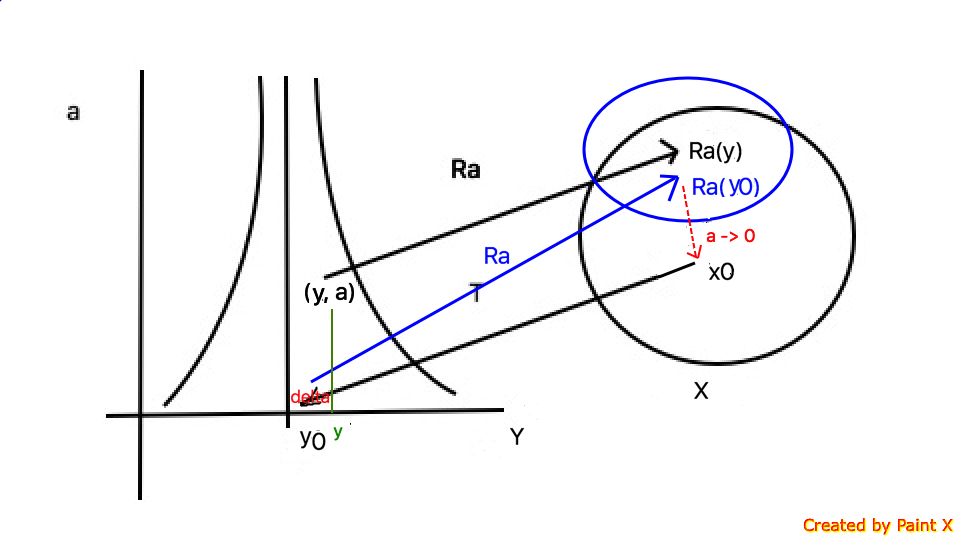 a
Ra
Ra(y)
Ra(y0)
a -> 0
Ra
x0
T
(y, a)
delta
X
y0
y
Y
Created by Paint X